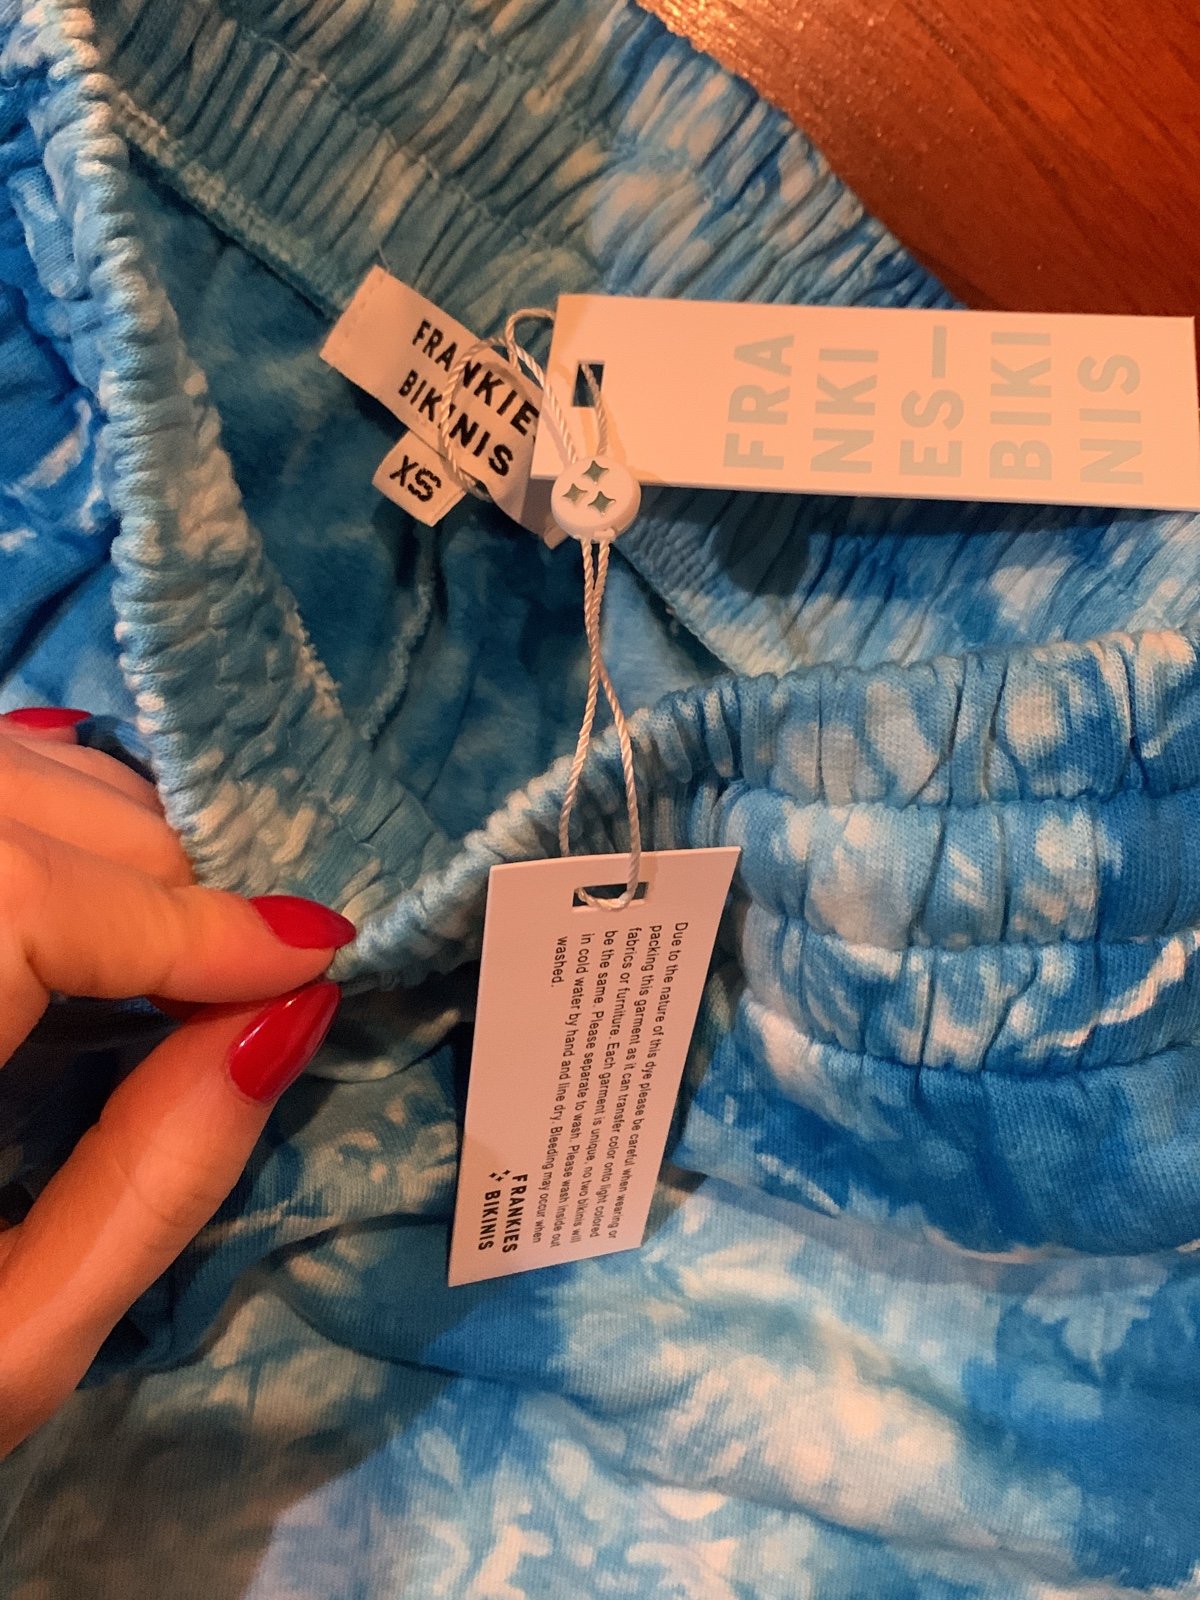 FRANKIES
BIKINIS
XS
FRA
NKI
ES—
BIKI
NIS
Due to the nature of this dye please be careful when wearing or
packing this garment as it can transfer color onto light colored
fabrics or furniture. Each garment is unique, no two bikinis will
be the same. Please separate to wash. Please wash inside out
in cold water by hand and line dry. Bleeding may occur when
washed.
FRANKIES
BIKINIS